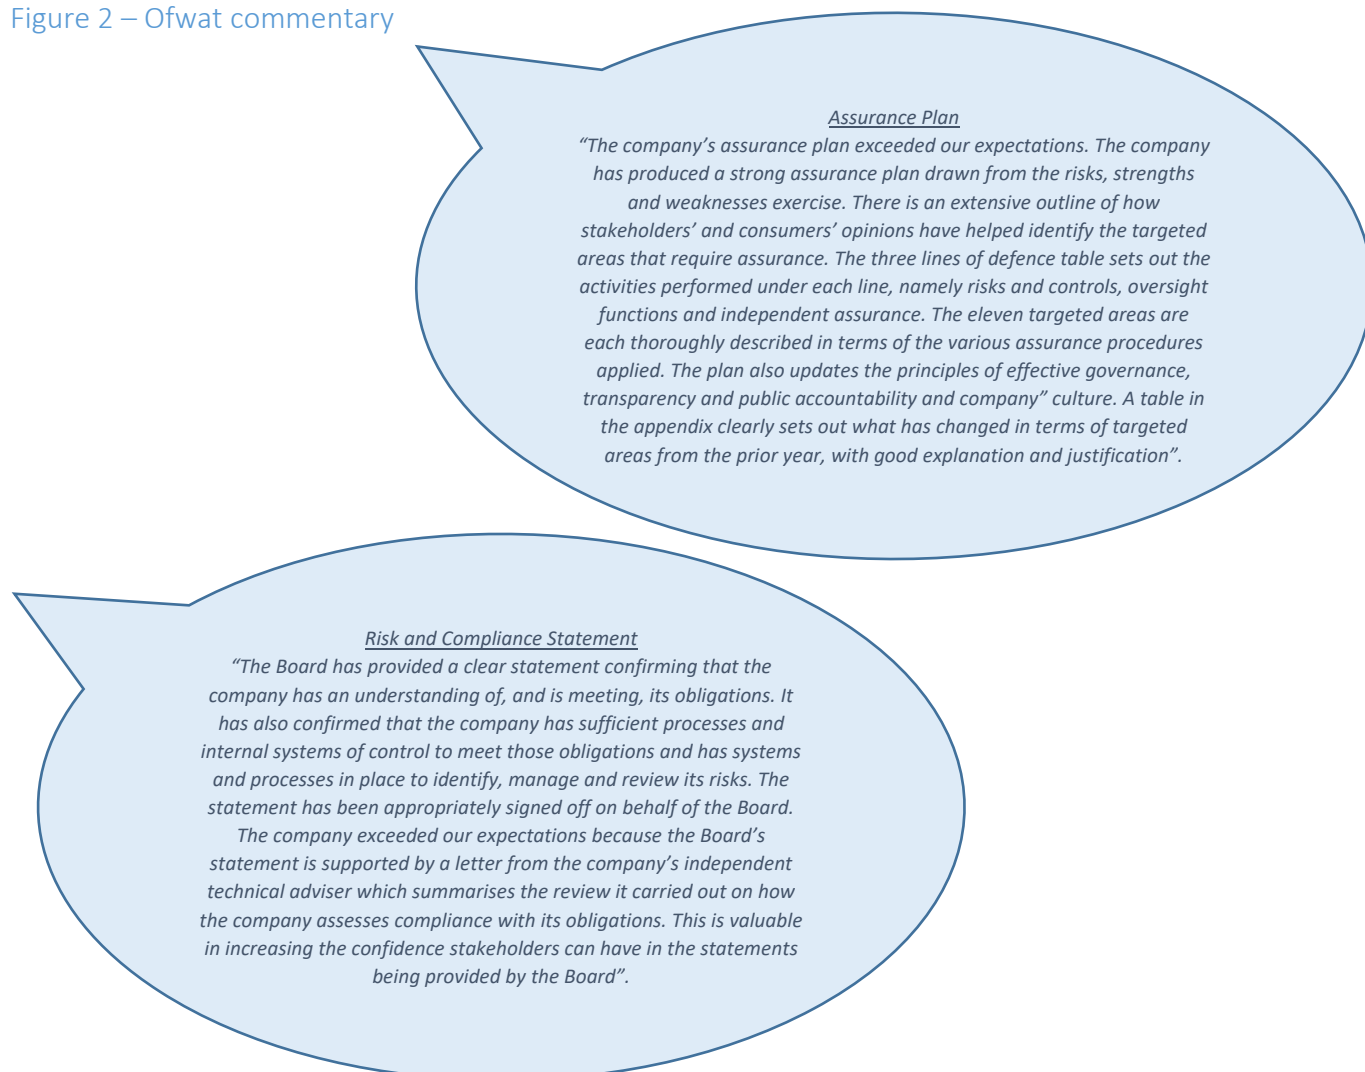 Figure 2 – Ofwat commentary
Assurance Plan
“The company’s assurance plan exceeded our expectations. The company
has produced a strong assurance plan drawn from the risks, strengths
and weaknesses exercise. There is an extensive outline of how
stakeholders’ and consumers’ opinions have helped identify the targeted
areas that require assurance. The three lines of defence table sets out the
activities performed under each line, namely risks and controls, oversight
functions and independent assurance. The eleven targeted areas are
each thoroughly described in terms of the various assurance procedures
applied. The plan also updates the principles of effective governance,
transparency and public accountability and company” culture. A table in
the appendix clearly sets out what has changed in terms of targeted
areas from the prior year, with good explanation and justification”.
Risk and Compliance Statement
“The Board has provided a clear statement confirming that the
company has an understanding of, and is meeting, its obligations. It
has also confirmed that the company has sufficient processes and
internal systems of control to meet those obligations and has systems
and processes in place to identify, manage and review its risks. The
statement has been appropriately signed off on behalf of the Board.
The company exceeded our expectations because the Board’s
statement is supported by a letter from the company’s independent
technical adviser which summarises the review it carried out on how
the company assesses compliance with its obligations. This is valuable
in increasing the confidence stakeholders can have in the statements
being provided by the Board”.